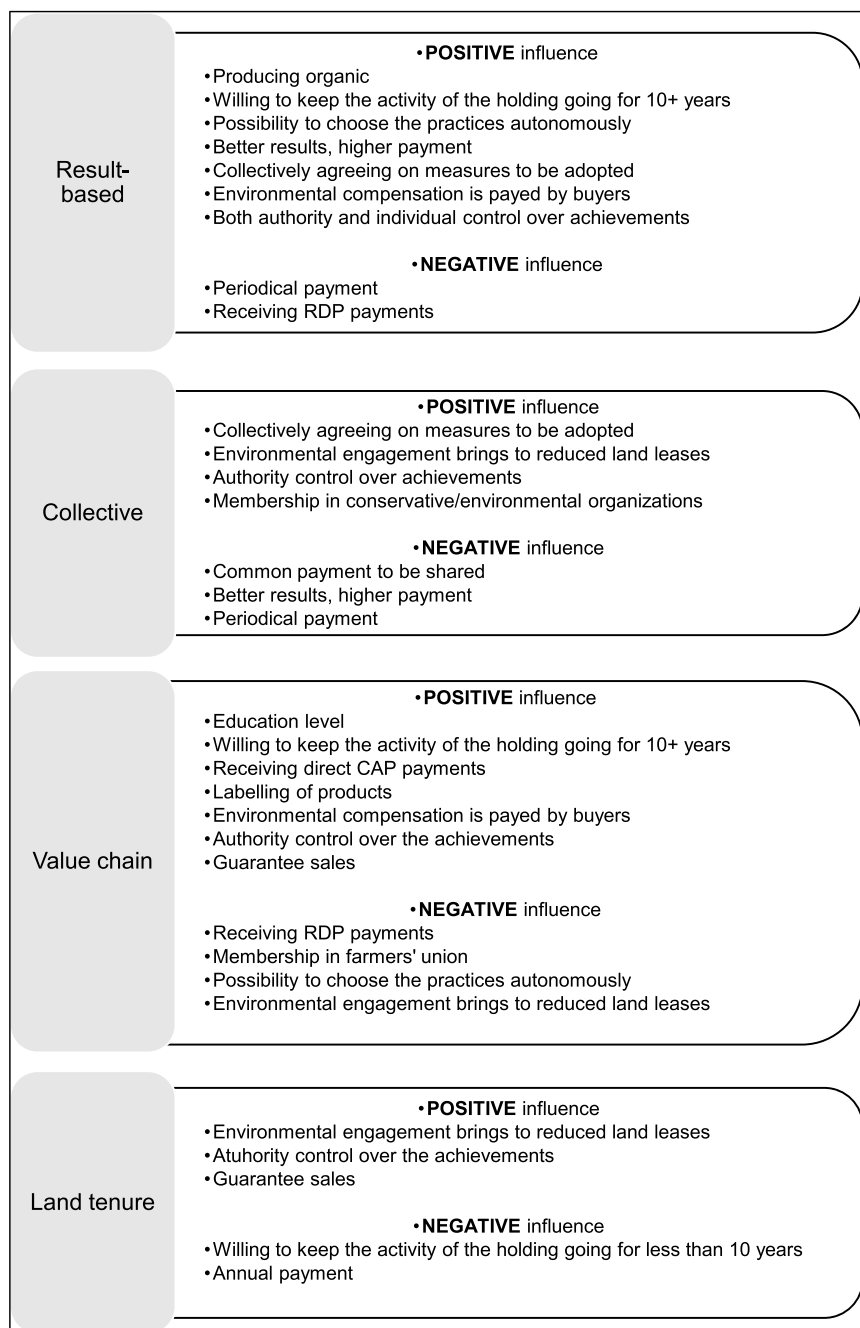 Result-
based
•POSITIVE influence
•Producing organic
•Willing to keep the activity of the holding going for 10+ years
•Possibility to choose the practices autonomously
•Better results, higher payment
•Collectively agreeing on measures to be adopted
•Environmental compensation is payed by buyers
•Both authority and individual control over achievements
•NEGATIVE influence
•Periodical payment
•Receiving RDP payments
Collective
•POSITIVE influence
•Collectively agreeing on measures to be adopted
•Environmental engagement brings to reduced land leases
•Authority control over achievements
•Membership in conservative/environmental organizations
•NEGATIVE influence
•Common payment to be shared
•Better results, higher payment
•Periodical payment
Value chain
•POSITIVE influence
•Education level
•Willing to keep the activity of the holding going for 10+ years
•Receiving direct CAP payments
•Labelling of products
•Environmental compensation is payed by buyers
•Authority control over the achievements
•Guarantee sales
•NEGATIVE influence
•Receiving RDP payments
•Membership in farmers' union
•Possibility to choose the practices autonomously
•Environmental engagement brings to reduced land leases
Land tenure
•POSITIVE influence
•Environmental engagement brings to reduced land leases
•Atuhority control over the achievements
•Guarantee sales
•NEGATIVE influence
•Willing to keep the activity of the holding going for less than 10 years
•Annual payment